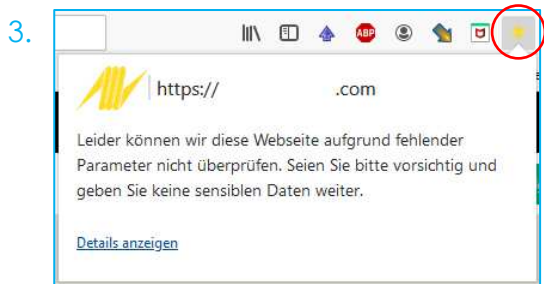 3.
ABP
https:// .com
Leider können wir diese Webseite aufgrund fehlender
Parameter nicht überprüfen. Seien Sie bitte vorsichtig und
geben Sie keine sensiblen Daten weiter.
Details anzeigen